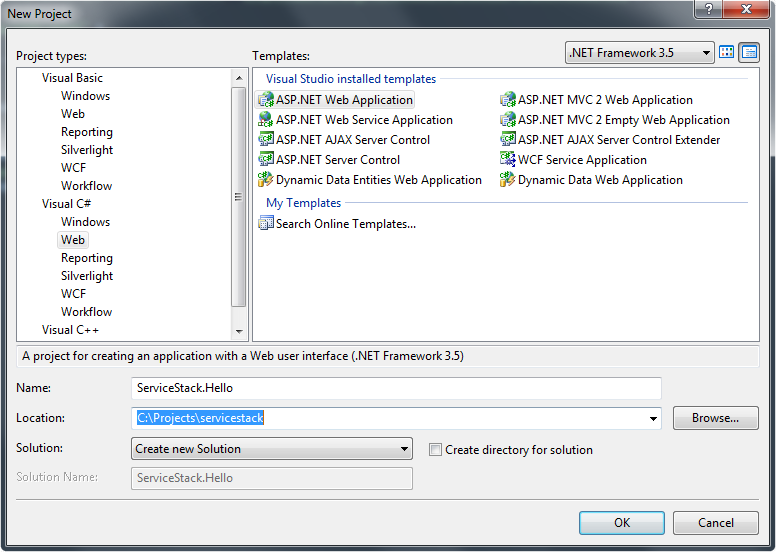 New Project
Project types:
Templates:
.NET Framework 3.5
Visual Basic
Windows
Web
Reporting
Silverlight
WCF
Workflow
Visual C#
Windows
Web
Reporting
Silverlight
WCF
Workflow
Visual C++
Visual Studio installed templates
ASP.NET Web Application
ASP.NET MVC 2 Web Application
ASP.NET Web Service Application
ASP.NET MVC 2 Empty Web Application
ASP.NET AJAX Server Control
ASP.NET AJAX Server Control Extender
ASP.NET Server Control
WCF Service Application
Dynamic Data Entities Web Application
Dynamic Data Web Application
My Templates
Search Online Templates...
A project for creating an application with a Web user interface (.NET Framework 3.5)
Name:
ServiceStack.Hello
Location:
C:\Projects\servicestack
Browse...
Solution:
Create new Solution
Create directory for solution
Solution Name:
ServiceStack.Hello
OK
Cancel